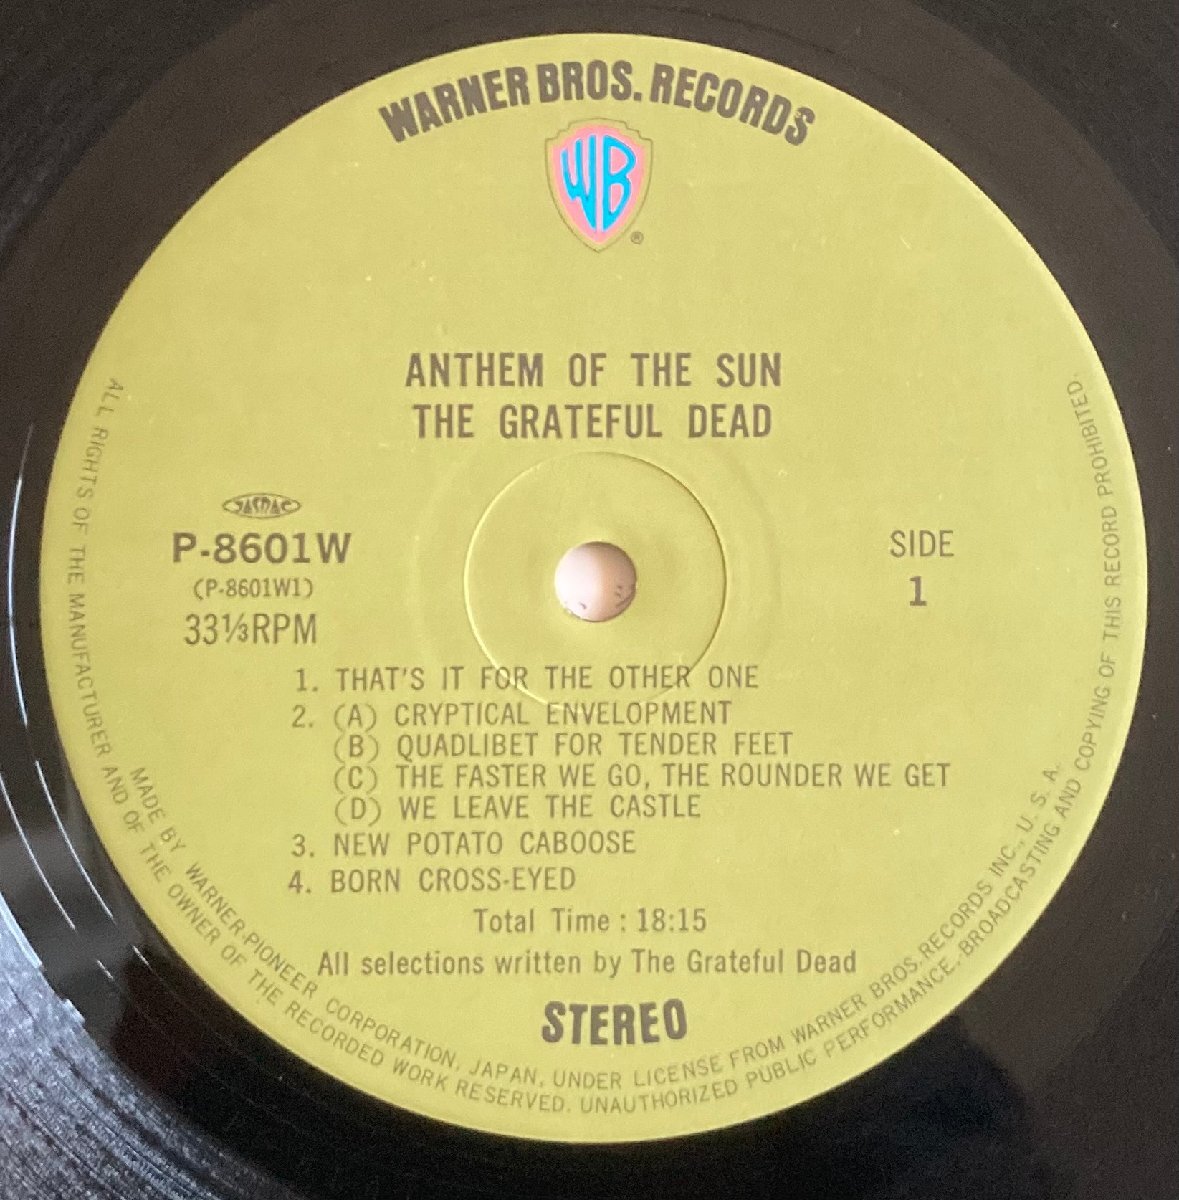 WARNER BROS. RECORDS
WB
®
ANTHEM OF THE SUN
THE GRATEFUL DEAD
JASRAC
P-8601W
(P-8601W1)
33⅓RPM
SIDE
1
1. THAT'S IT FOR THE OTHER ONE
2. (A) CRYPTICAL ENVELOPMENT
(B) QUADLIBET FOR TENDER FEET
(C) THE FASTER WE GO, THE ROUNDER WE GET
(D) WE LEAVE THE CASTLE
3. NEW POTATO CABOOSE
4. BORN CROSS-EYED
Total Time : 18:15
All selections written by The Grateful Dead
STEREO
MADE BY WARNER-PIONEER CORPORATION, JAPAN, UNDER LICENSE FROM WARNER BROS. RECORDS INC., U. S. A.
ALL RIGHTS OF THE MANUFACTURER AND OF THE OWNER OF THE RECORDED WORK RESERVED. UNAUTHORIZED PUBLIC PERFORMANCE, BROADCASTING AND COPYING OF THIS RECORD PROHIBITED.